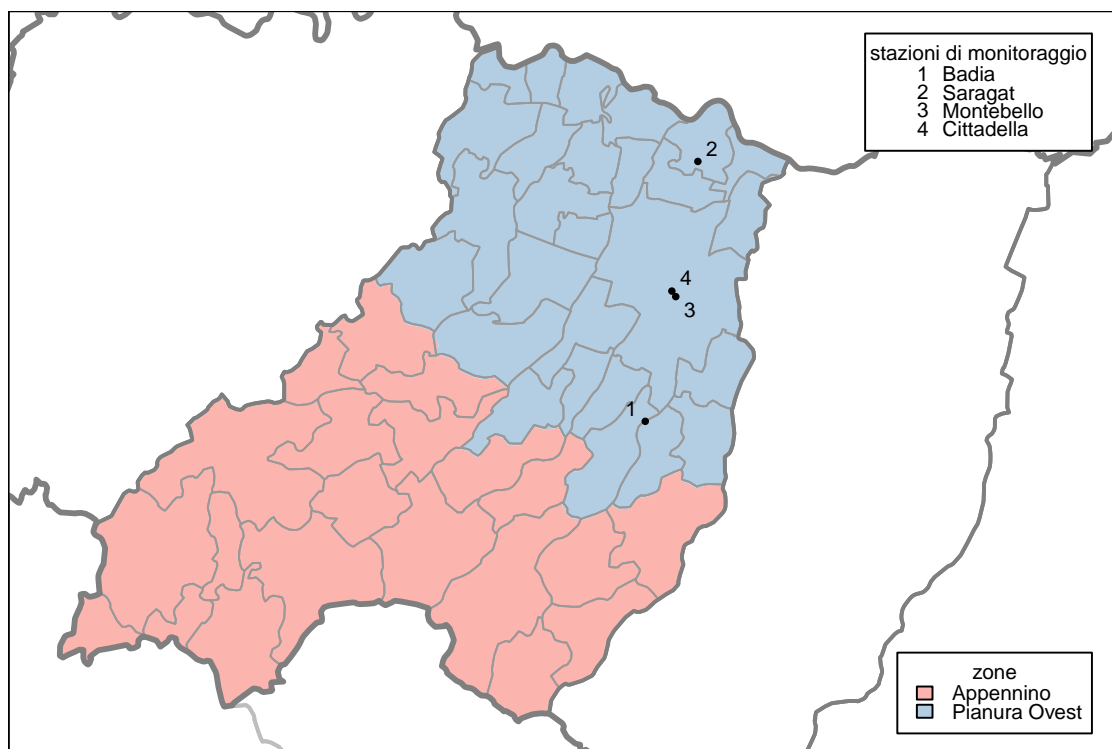 stazioni di monitoraggio
1 Badia
2 Saragat
3 Montebello
4 Cittadella
2
4
3
1
zone
Appennino
Pianura Ovest